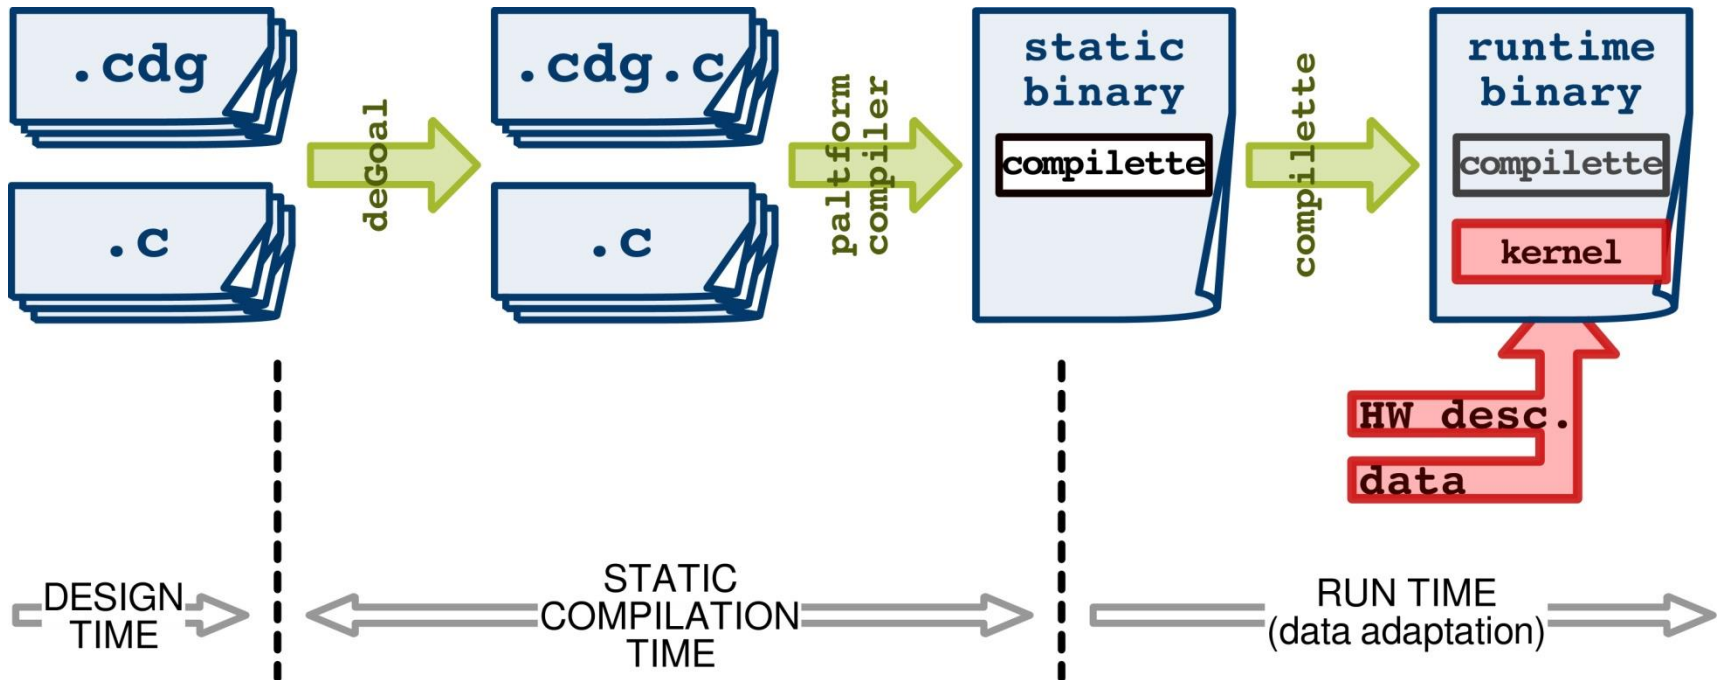 .cdg
.c
deGoal
.cdg.c
.c
paltform
compiler
static
binary
compilette
compilette
runtime
binary
compilette
kernel
HW desc.
data
DESIGN
TIME
STATIC
COMPILATION
TIME
RUN TIME
(data adaptation)